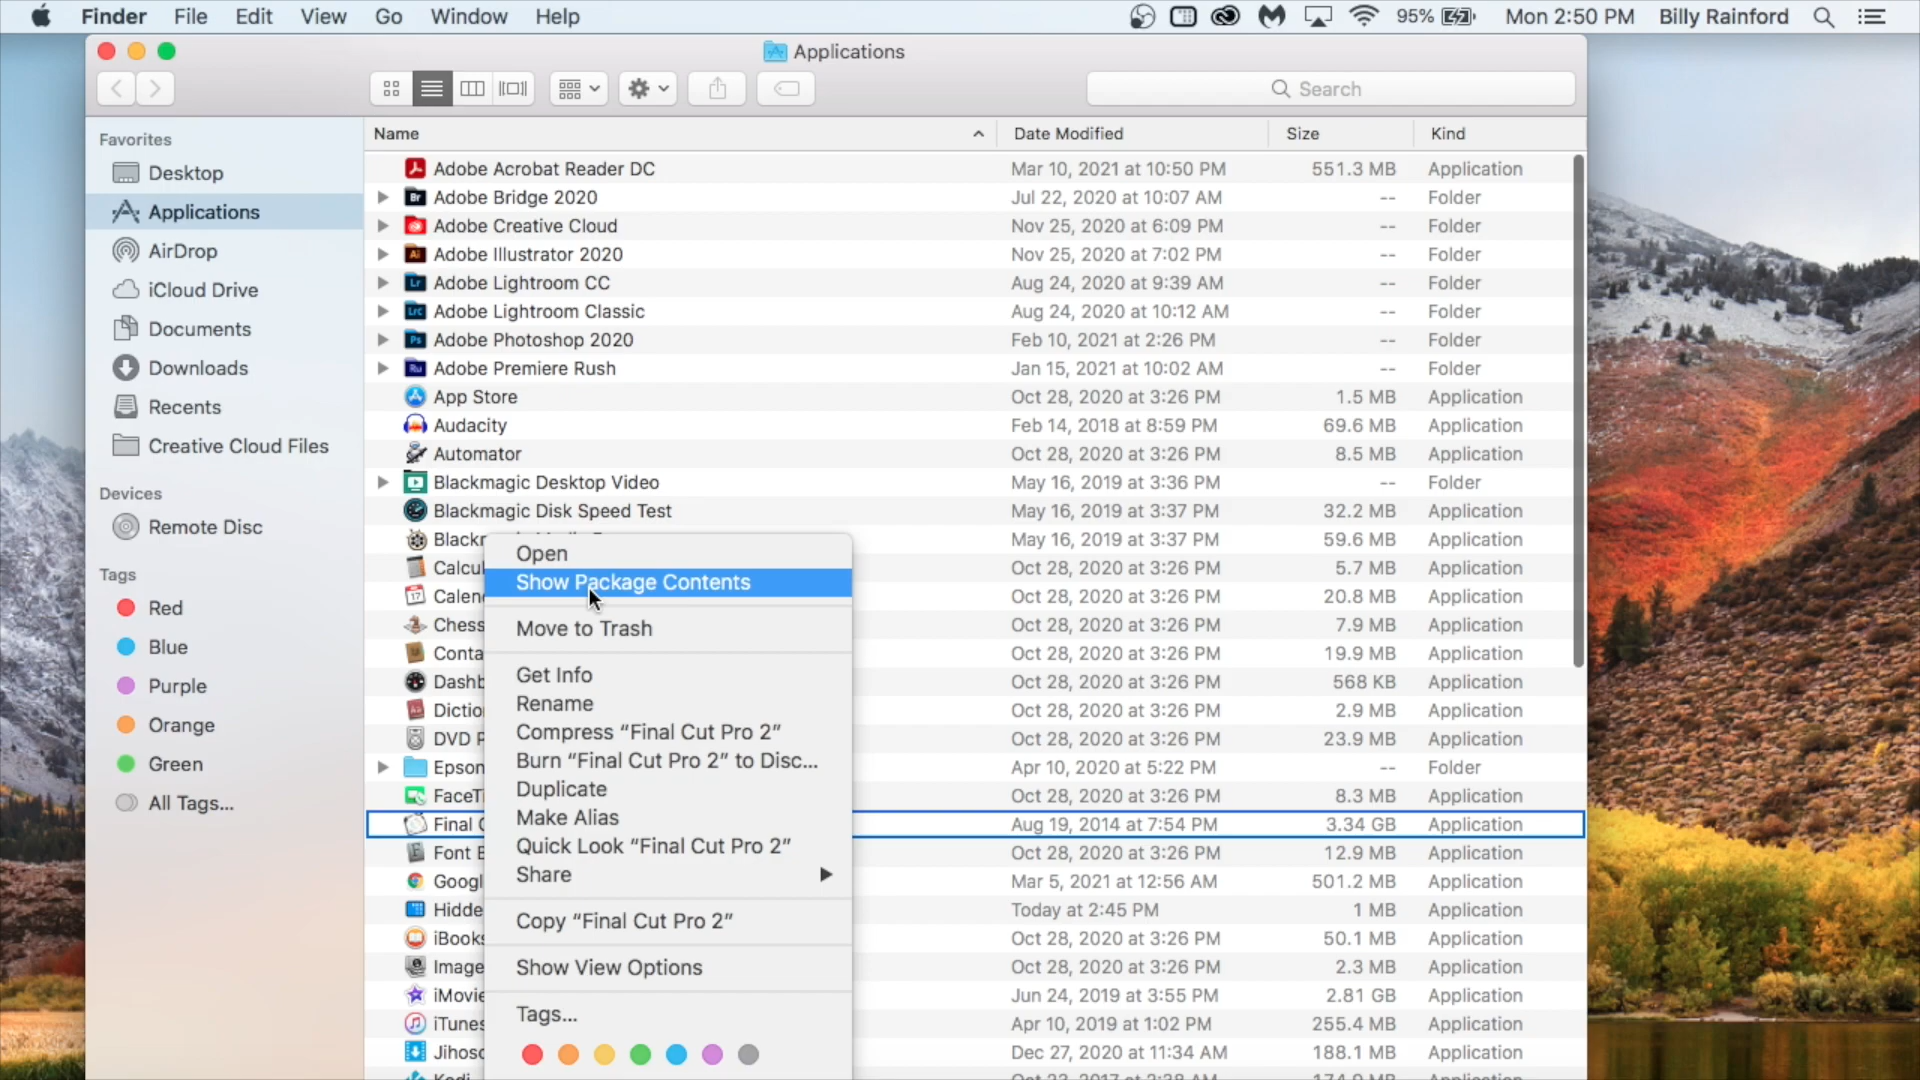 Finder File Edit View Go Window Help 95% Mon 2:50 PM Billy Rainford
Applications
Search
Favorites
Desktop
Applications
AirDrop
iCloud Drive
Documents
Downloads
Recents
Creative Cloud Files
Devices
Remote Disc
Tags
Red
Blue
Purple
Orange
Green
All Tags...
Name Date Modified Size Kind
Adobe Acrobat Reader DC Mar 10, 2021 at 10:50 PM 551.3 MB Application
Adobe Bridge 2020 Jul 22, 2020 at 10:07 AM -- Folder
Adobe Creative Cloud Nov 25, 2020 at 6:09 PM -- Folder
Adobe Illustrator 2020 Nov 25, 2020 at 7:02 PM -- Folder
Adobe Lightroom CC Aug 24, 2020 at 9:39 AM -- Folder
Adobe Lightroom Classic Aug 24, 2020 at 10:12 AM -- Folder
Adobe Photoshop 2020 Feb 10, 2021 at 2:26 PM -- Folder
Adobe Premiere Rush Jan 15, 2021 at 10:02 AM -- Folder
App Store Oct 28, 2020 at 3:26 PM 1.5 MB Application
Audacity Feb 14, 2018 at 8:59 PM 69.6 MB Application
Automator Oct 28, 2020 at 3:26 PM 8.5 MB Application
Blackmagic Desktop Video May 16, 2019 at 3:36 PM -- Folder
Blackmagic Disk Speed Test May 16, 2019 at 3:37 PM 32.2 MB Application
Blackr May 16, 2019 at 3:37 PM 59.6 MB Application
Calcul Oct 28, 2020 at 3:26 PM 5.7 MB Application
Calen Oct 28, 2020 at 3:26 PM 20.8 MB Application
Chess Oct 28, 2020 at 3:26 PM 7.9 MB Application
Conta Oct 28, 2020 at 3:26 PM 19.9 MB Application
Dashb Oct 28, 2020 at 3:26 PM 568 KB Application
Dictio Oct 28, 2020 at 3:26 PM 2.9 MB Application
DVD P Oct 28, 2020 at 3:26 PM 23.9 MB Application
Epson Apr 10, 2020 at 5:22 PM -- Folder
FaceTi Oct 28, 2020 at 3:26 PM 8.3 MB Application
Final C Aug 19, 2014 at 7:54 PM 3.34 GB Application
Font B Oct 28, 2020 at 3:26 PM 12.9 MB Application
Googl Mar 5, 2021 at 12:56 AM 501.2 MB Application
Hidde Today at 2:45 PM 1 MB Application
iBooks Oct 28, 2020 at 3:26 PM 50.1 MB Application
Image Oct 28, 2020 at 3:26 PM 2.3 MB Application
iMovie Jun 24, 2019 at 3:55 PM 2.81 GB Application
iTunes Apr 10, 2019 at 1:02 PM 255.4 MB Application
Jihoso Dec 27, 2020 at 11:34 AM 188.1 MB Application
Open
Show Package Contents
Move to Trash
Get Info
Rename
Compress “Final Cut Pro 2”
Burn “Final Cut Pro 2” to Disc...
Duplicate
Make Alias
Quick Look “Final Cut Pro 2”
Share
Copy “Final Cut Pro 2”
Show View Options
Tags...